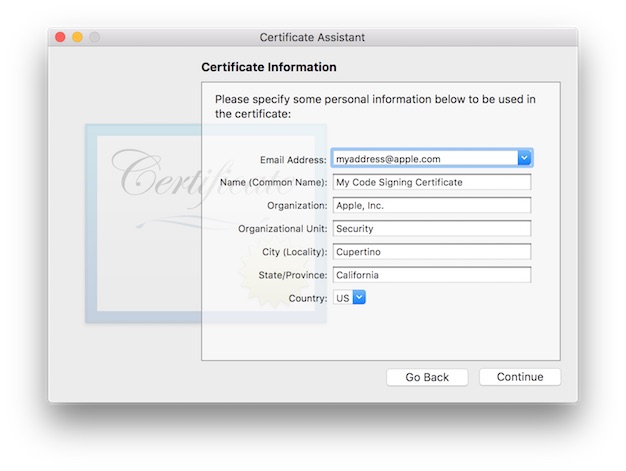 Certificate Assistant
Certificate Information
Please specify some personal information below to be used in
the certificate:
Certificate
Email Address: myaddress@apple.com
Name (Common Name): My Code Signing Certificate
Organization: Apple, Inc.
Organizational Unit: Security
City (Locality): Cupertino
State/Province: California
Country: US
Go Back Continue